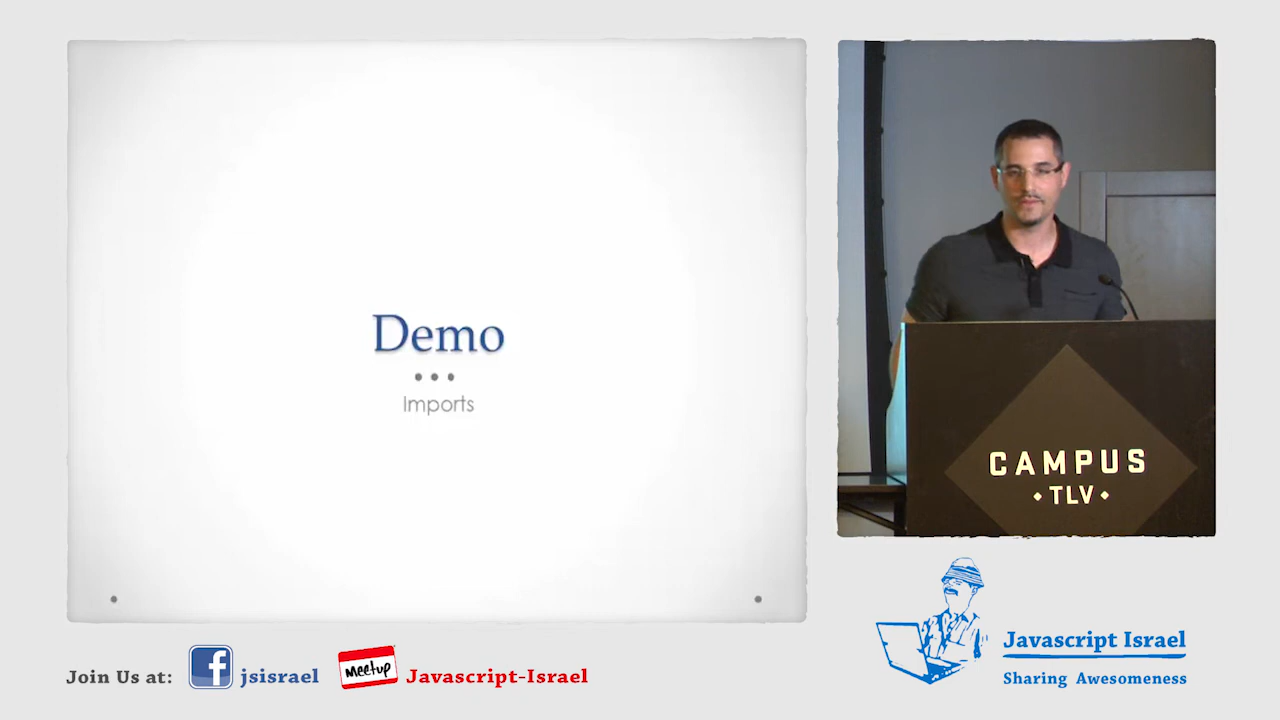 Demo
Imports
CAMPUS
TLV
Join Us at:
f
jsisrael
Meetup
Javascript-Israel
Javascript Israel
Sharing Awesomeness